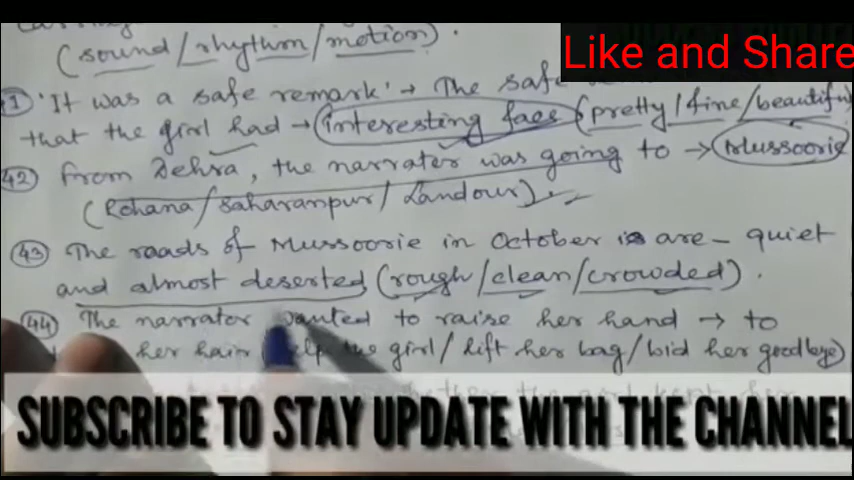 (sound/rhythm/motion).
Like and Share
41 'It was a safe remark' → The safe
that the girl had → interesting face (pretty/fine/beautiful
42 From Dehra, the narrater was going to → Mussoorie
(Rohana/Saharanpur/Landour)
43 The roads of Mussoorie in October is are - quiet
and almost deserted (rough/clean/crowded).
44 The narrator wanted to raise her hand → to
her hair help the girl/lift her bag/bid her goodbye)
SUBSCRIBE TO STAY UPDATE WITH THE CHANNEL